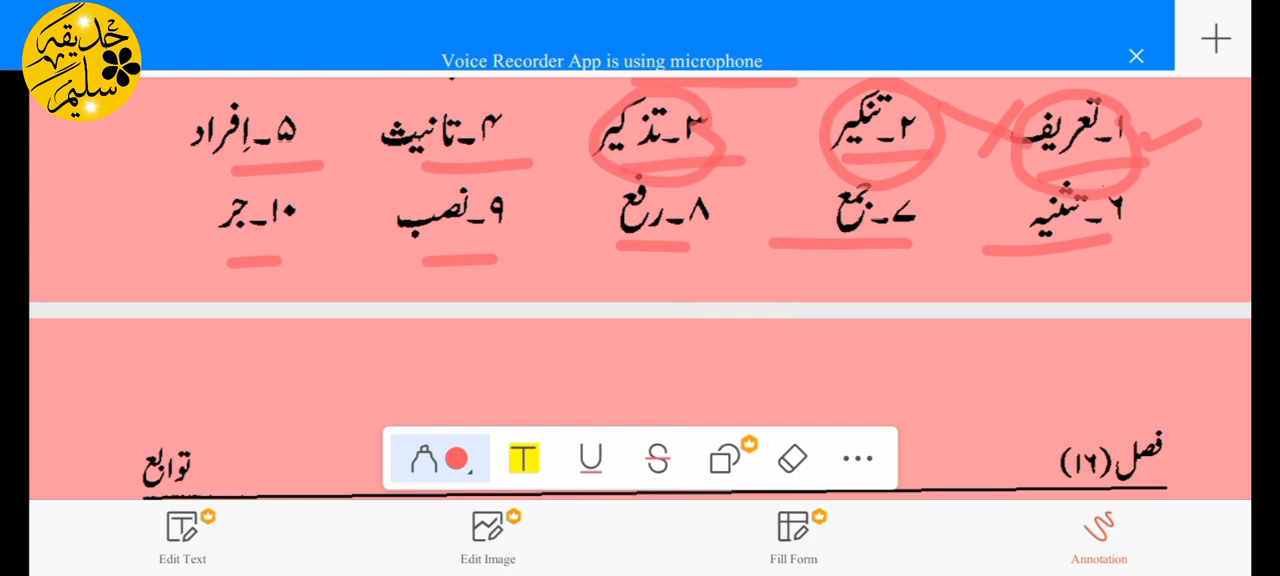 حدیقہ
سلیم
Voice Recorder App is using microphone
۱۔تعریف ۲۔تنکیر ۳۔تذکیر ۴۔تانیث ۵۔اِفراد
۶۔تثنیہ ۷۔جمع ۸۔رفع ۹۔نصب ۱۰۔جر
فصل(۱۶) توابع
Edit Text Edit Image Fill Form Annotation